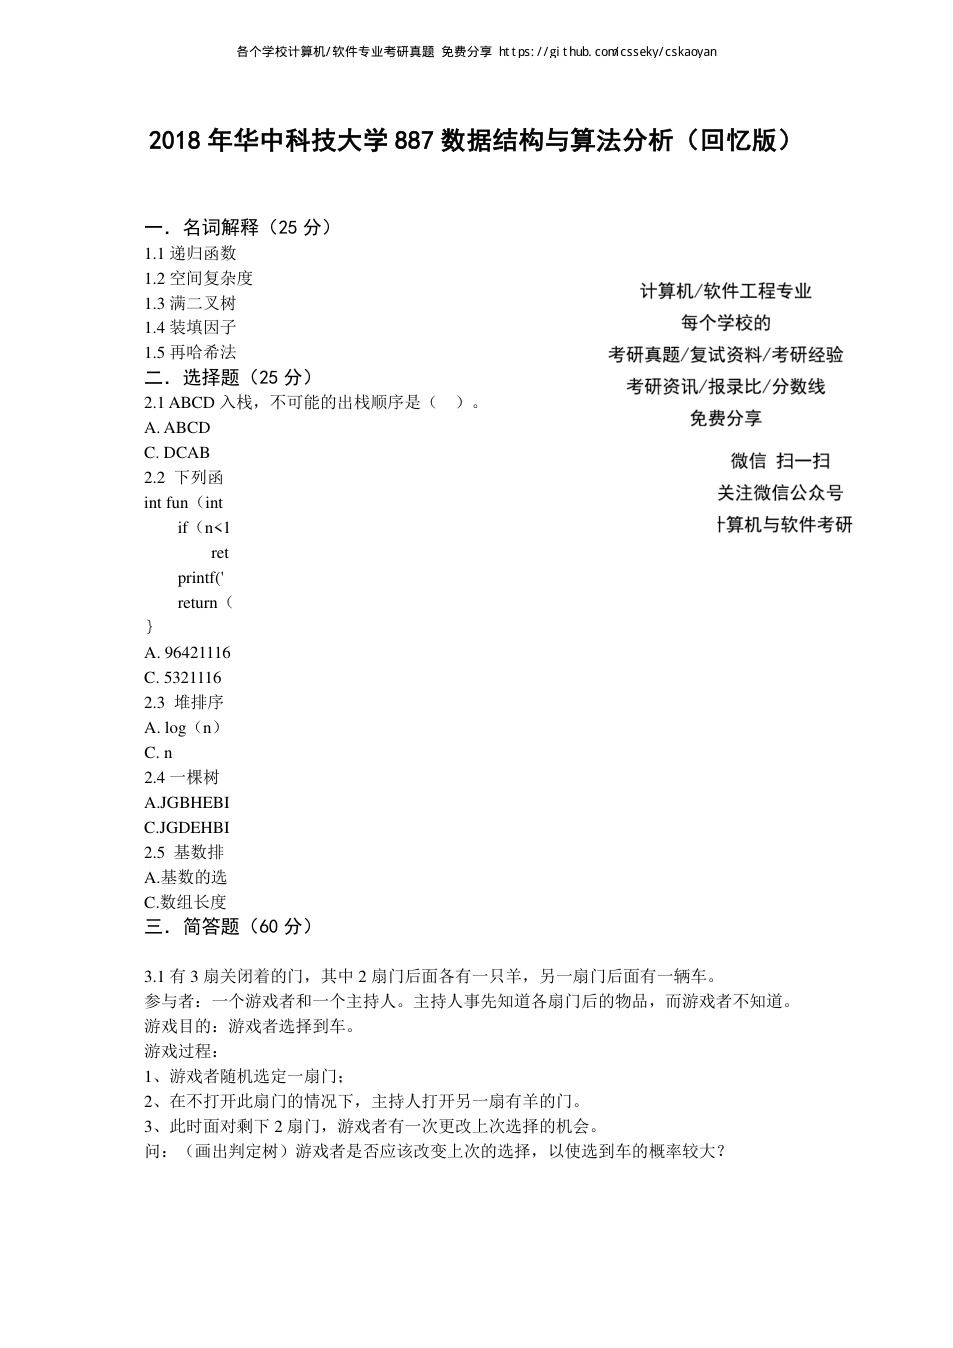 各个学校计算机/软件专业考研真题 免费分享 https://github.com/csseky/cskaoyan
2018 年华中科技大学 887 数据结构与算法分析（回忆版）
一．名词解释（25 分）
1.1 递归函数
1.2 空间复杂度
1.3 满二叉树
1.4 装填因子
1.5 再哈希法
二．选择题（25 分）
2.1 ABCD 入栈，不可能的出栈顺序是（　）。
A. ABCD
C. DCAB
2.2 下列函
int fun（int
if（n<1
ret
printf('
return（
}
A. 96421116
C. 5321116
2.3 堆排序
A. log（n）
C. n
2.4 一棵树
A.JGBHEBI
C.JGDEHBI
2.5 基数排
A.基数的选
C.数组长度
计算机/软件工程专业
每个学校的
考研真题/复试资料/考研经验
考研资讯/报录比/分数线
免费分享
微信 扫一扫
关注微信公众号
计算机与软件考研
三．简答题（60 分）
3.1 有 3 扇关闭着的门，其中 2 扇门后面各有一只羊，另一扇门后面有一辆车。
参与者：一个游戏者和一个主持人。主持人事先知道各扇门后的物品，而游戏者不知道。
游戏目的：游戏者选择到车。
游戏过程：
1、游戏者随机选定一扇门；
2、在不打开此扇门的情况下，主持人打开另一扇有羊的门。
3、此时面对剩下 2 扇门，游戏者有一次更改上次选择的机会。
问：（画出判定树）游戏者是否应该改变上次的选择，以使选到车的概率较大？